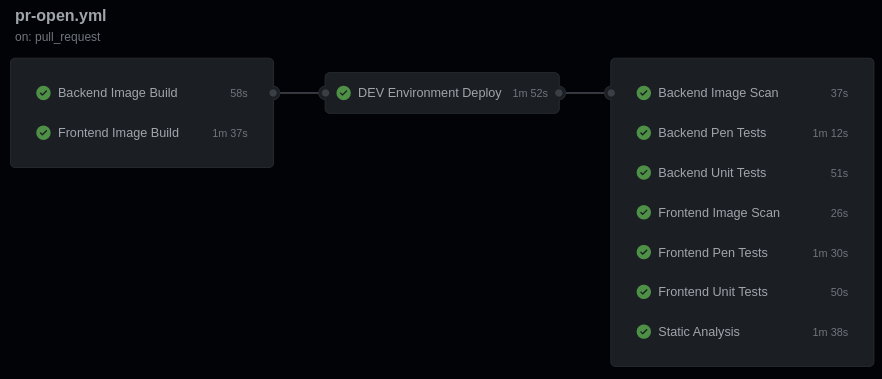 pr-open.yml
on: pull_request
Backend Image Build 58s
Frontend Image Build 1m 37s
DEV Environment Deploy 1m 52s
Backend Image Scan 37s
Backend Pen Tests 1m 12s
Backend Unit Tests 51s
Frontend Image Scan 26s
Frontend Pen Tests 1m 30s
Frontend Unit Tests 50s
Static Analysis 1m 38s